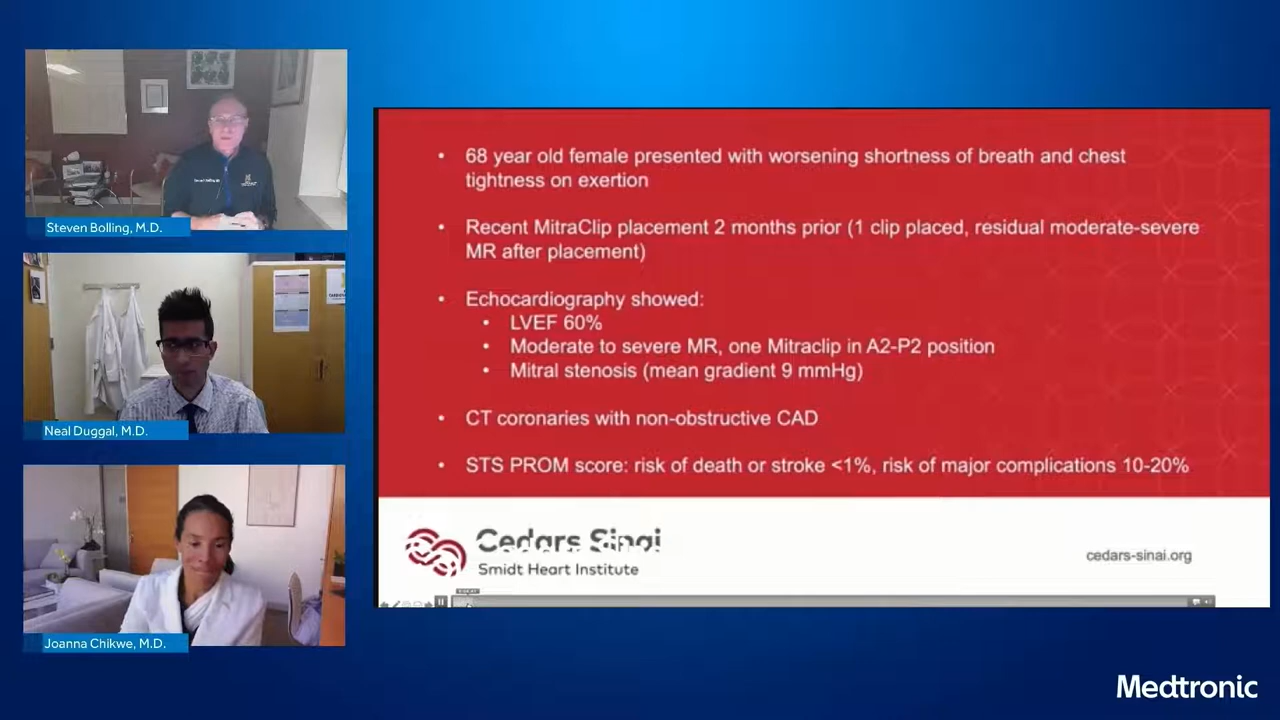 Steven Bolling, M.D.
Neal Duggal, M.D.
Joanna Chikwe, M.D.
• 68 year old female presented with worsening shortness of breath and chest
tightness on exertion
• Recent MitraClip placement 2 months prior (1 clip placed, residual moderate-severe
MR after placement)
• Echocardiography showed:
• LVEF 60%
• Moderate to severe MR, one Mitraclip in A2-P2 position
• Mitral stenosis (mean gradient 9 mmHg)
• CT coronaries with non-obstructive CAD
• STS PROM score: risk of death or stroke <1%, risk of major complications 10-20%
Cedars Sinai
Smidt Heart Institute
cedars-sinai.org
Medtronic